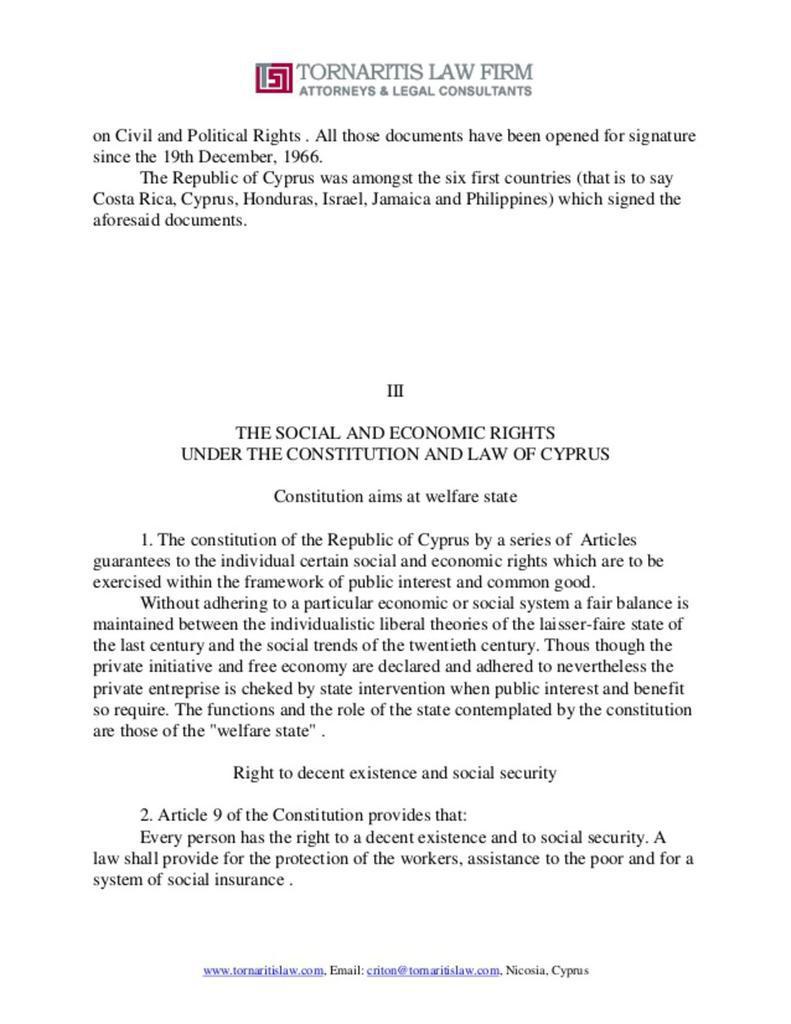 TORNARITIS LAW FIRM
ATTORNEYS & LEGAL CONSULTANTS
on Civil and Political Rights . All those documents have been opened for signature
since the 19th December, 1966.
The Republic of Cyprus was amongst the six first countries (that is to say
Costa Rica, Cyprus, Honduras, Israel, Jamaica and Philippines) which signed the
aforesaid documents.
III
THE SOCIAL AND ECONOMIC RIGHTS
UNDER THE CONSTITUTION AND LAW OF CYPRUS
Constitution aims at welfare state
1. The constitution of the Republic of Cyprus by a series of Articles
guarantees to the individual certain social and economic rights which are to be
exercised within the framework of public interest and common good.
Without adhering to a particular economic or social system a fair balance is
maintained between the individualistic liberal theories of the laisser-faire state of
the last century and the social trends of the twentieth century. Thous though the
private initiative and free economy are declared and adhered to nevertheless the
private entreprise is cheked by state intervention when public interest and benefit
so require. The functions and the role of the state contemplated by the constitution
are those of the "welfare state" .
Right to decent existence and social security
2. Article 9 of the Constitution provides that:
Every person has the right to a decent existence and to social security. A
law shall provide for the protection of the workers, assistance to the poor and for a
system of social insurance .
www.tornaritislaw.com, Email: criton@tornaritislaw.com, Nicosia, Cyprus